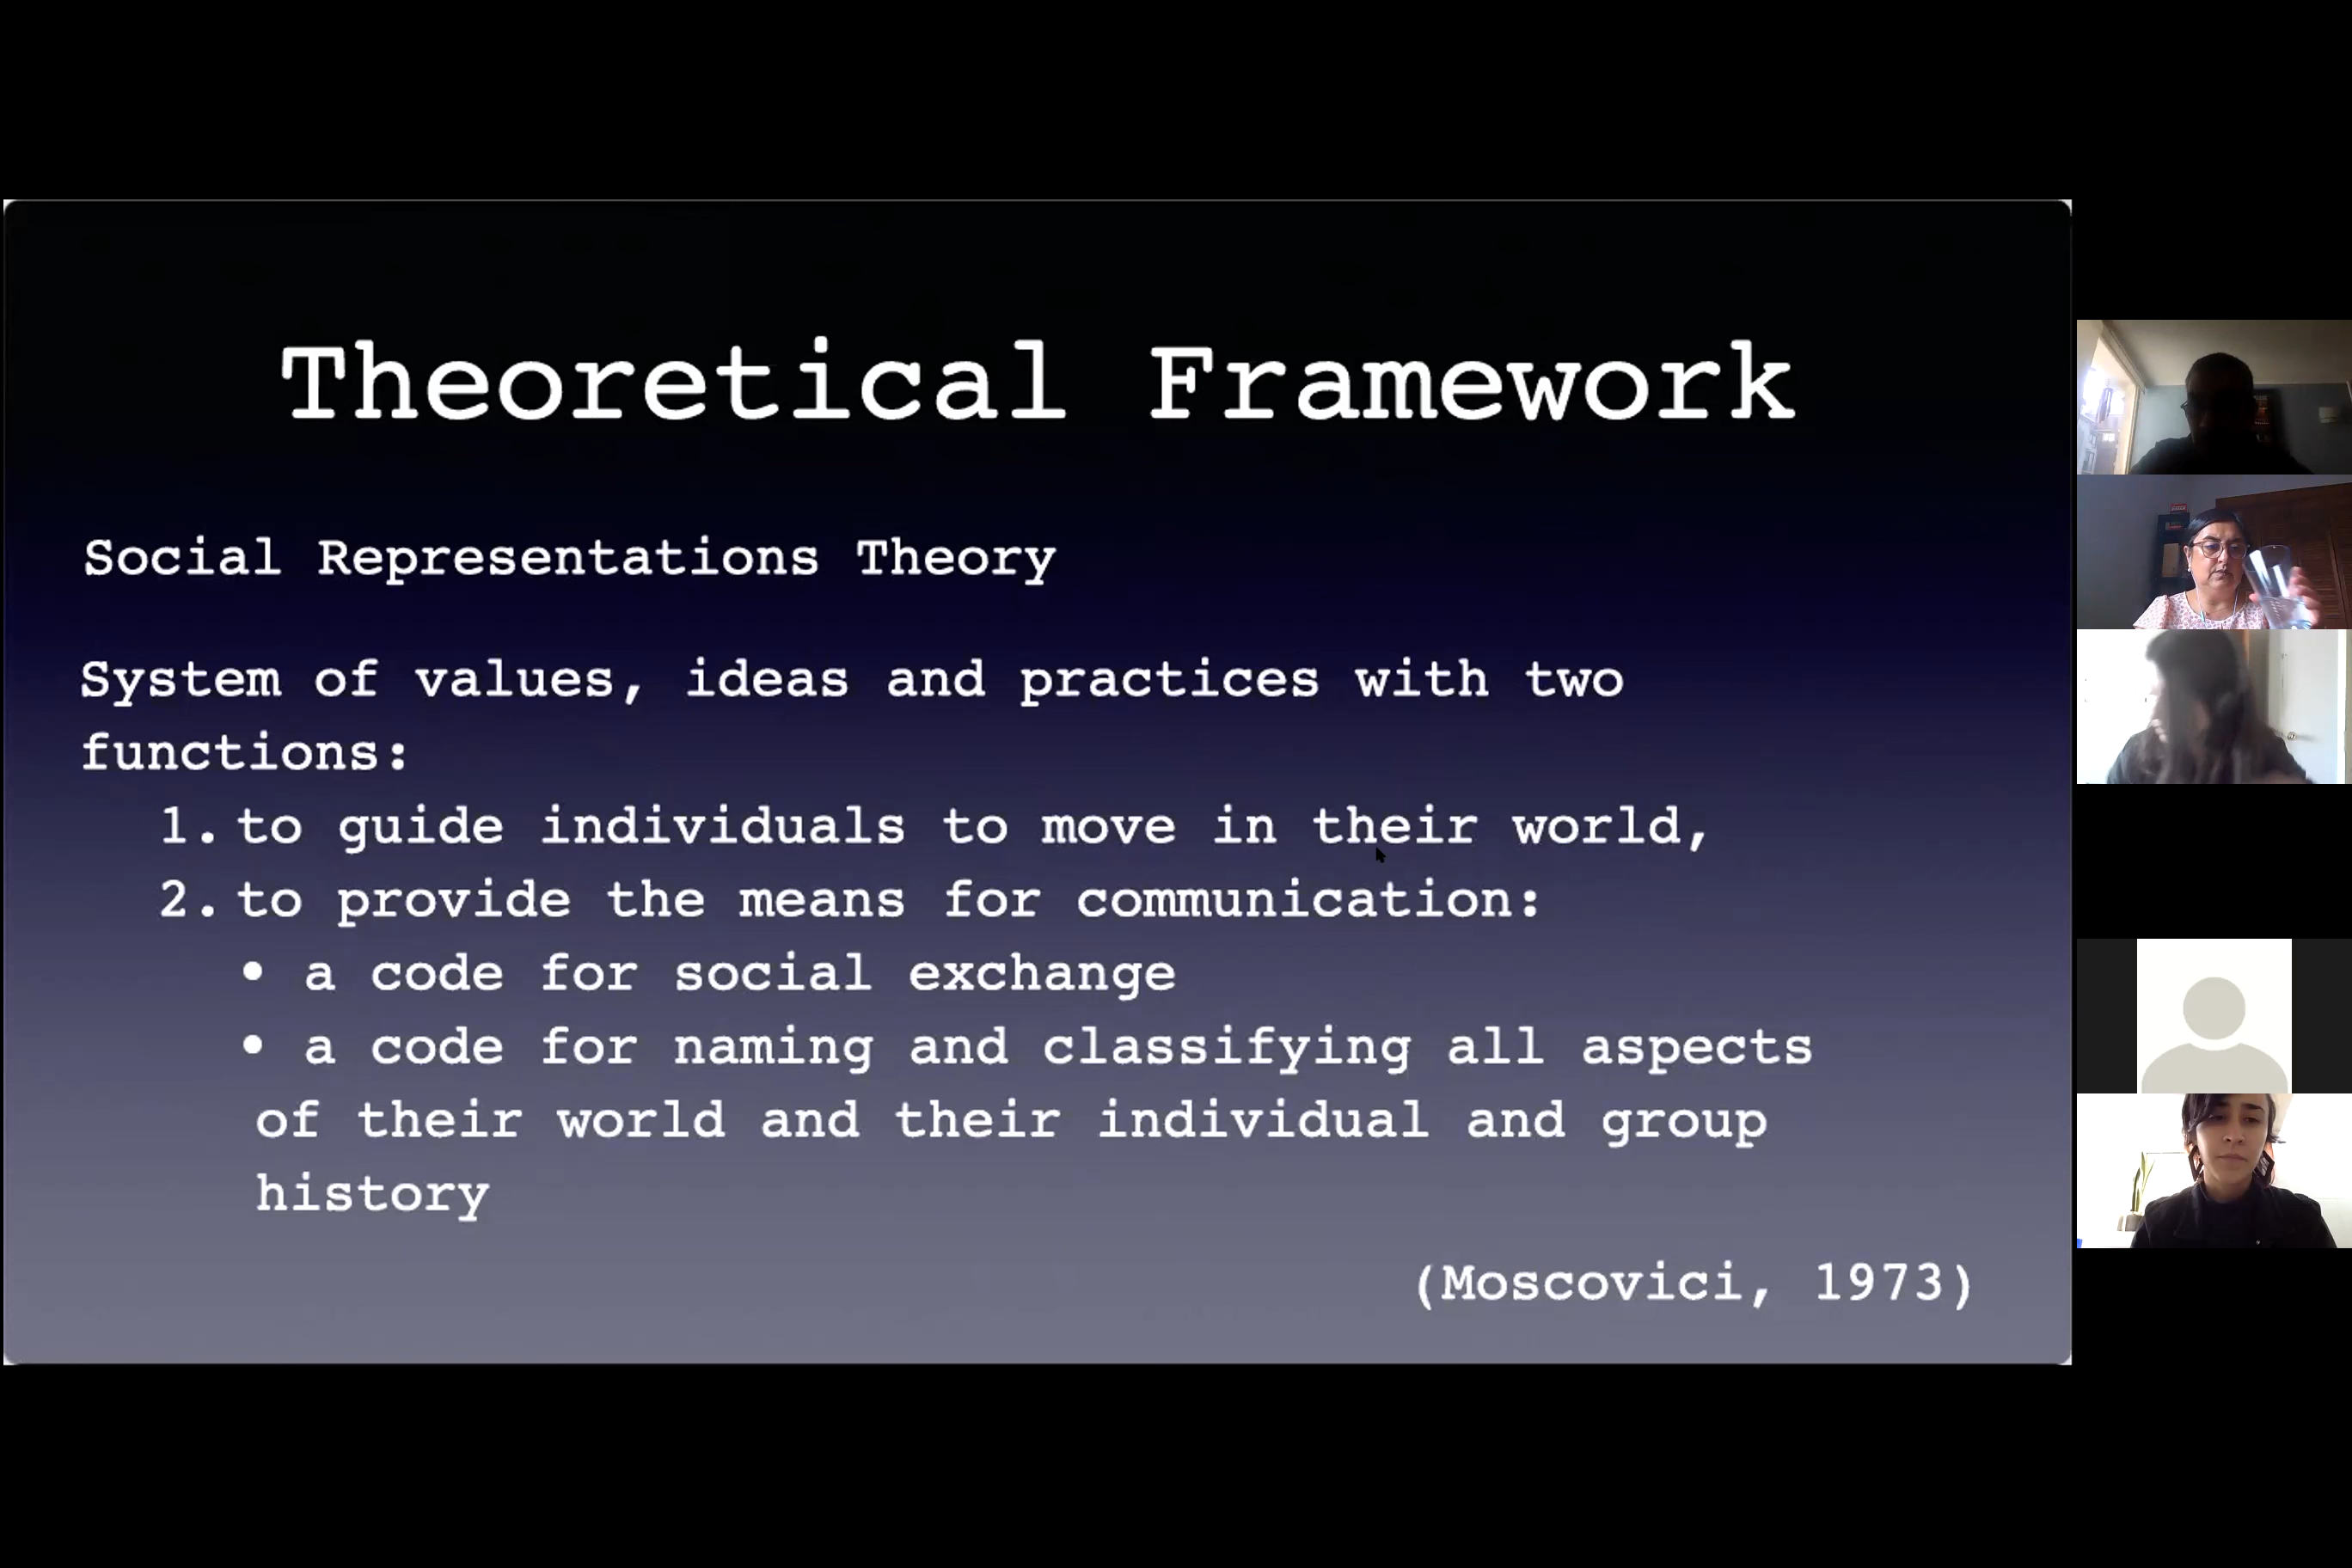 Theoretical Framework
Social Representations Theory
System of values, ideas and practices with two
functions:
1. to guide individuals to move in their world,
2. to provide the means for communication:
• a code for social exchange
• a code for naming and classifying all aspects
of their world and their individual and group
history
(Moscovici, 1973)